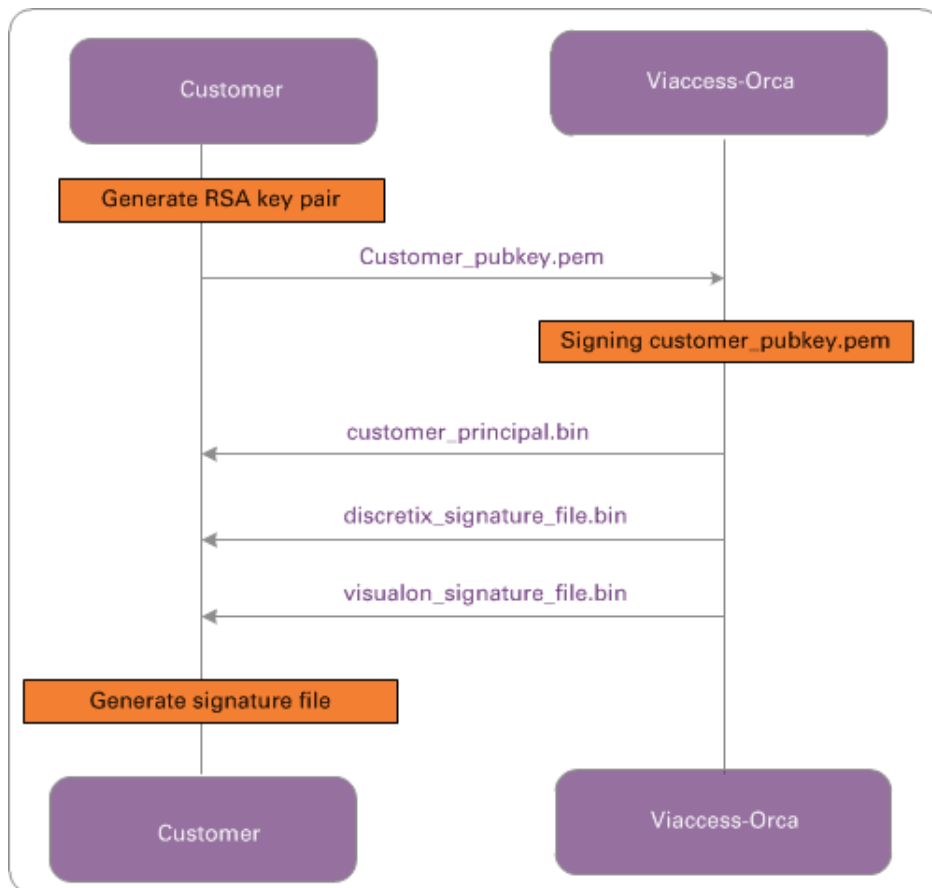 Customer
Viaccess-Orca
Generate RSA key pair
Customer_pubkey.pem
Signing customer_pubkey.pem
customer_principal.bin
discretix_signature_file.bin
visualon_signature_file.bin
Generate signature file
Customer
Viaccess-Orca